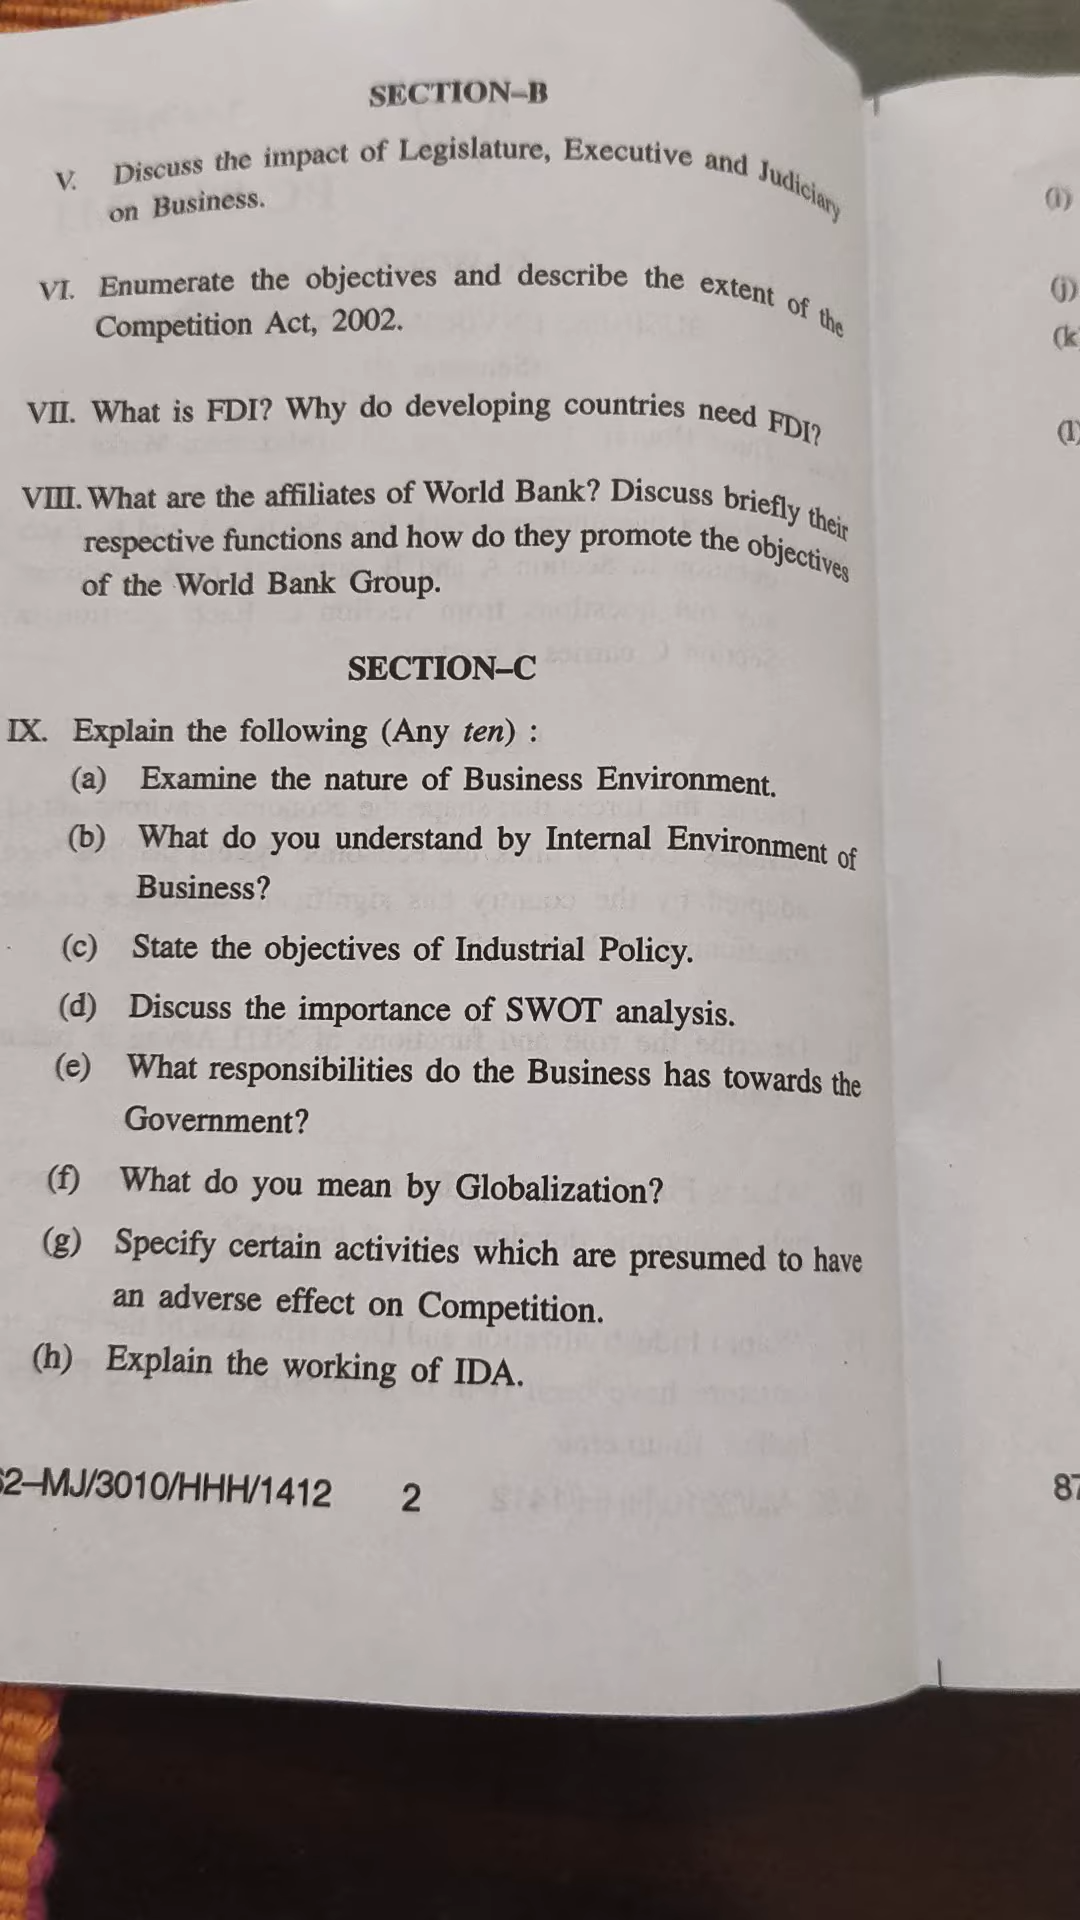 SECTION–B
V. Discuss the impact of Legislature, Executive and Judiciary
on Business.
VI. Enumerate the objectives and describe the extent of the
Competition Act, 2002.
VII. What is FDI? Why do developing countries need FDI?
VIII. What are the affiliates of World Bank? Discuss briefly their
respective functions and how do they promote the objectives
of the World Bank Group.
SECTION–C
IX. Explain the following (Any ten) :
(a) Examine the nature of Business Environment.
(b) What do you understand by Internal Environment of
Business?
(c) State the objectives of Industrial Policy.
(d) Discuss the importance of SWOT analysis.
(e) What responsibilities do the Business has towards the
Government?
(f) What do you mean by Globalization?
(g) Specify certain activities which are presumed to have
an adverse effect on Competition.
(h) Explain the working of IDA.
2–MJ/3010/HHH/1412 2
(i)
(j)
(k
(l)
87